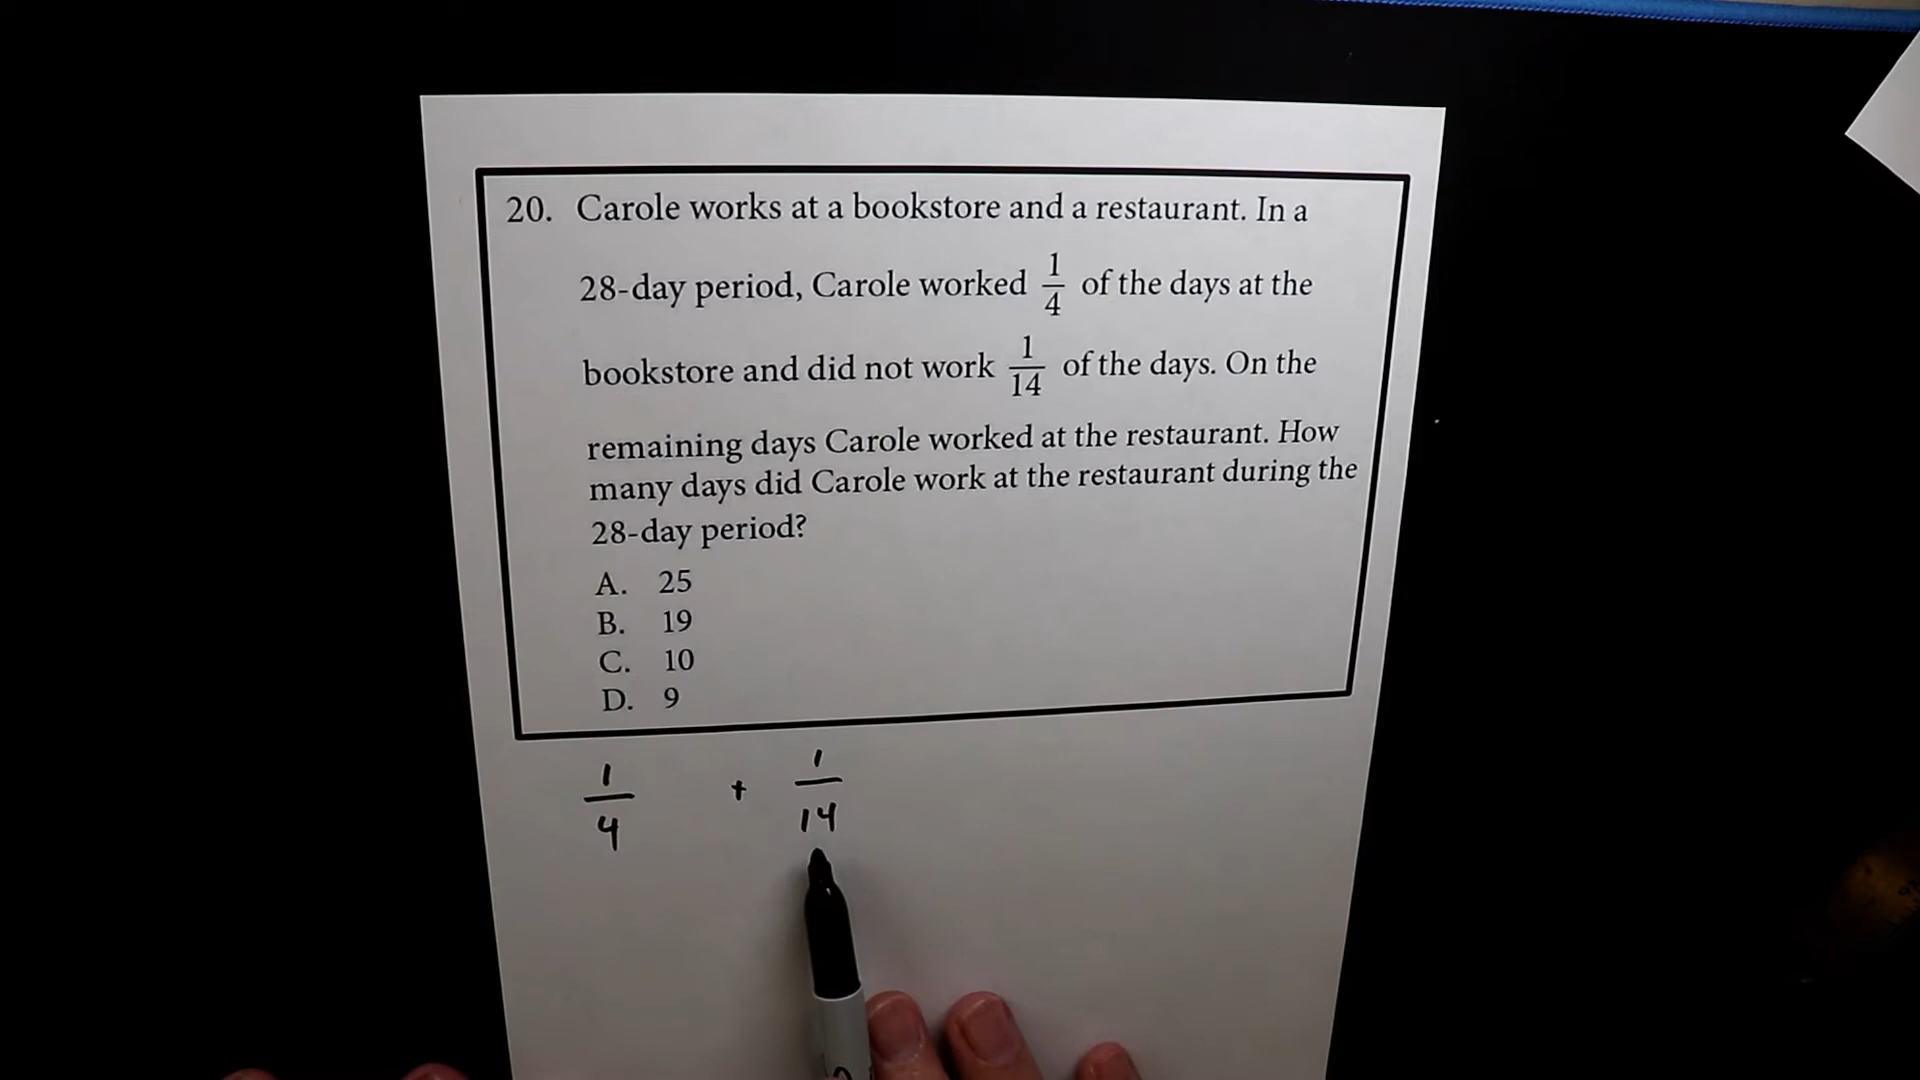 20. Carole works at a bookstore and a restaurant. In a
28-day period, Carole worked 1/4 of the days at the
bookstore and did not work 1/14 of the days. On the
remaining days Carole worked at the restaurant. How
many days did Carole work at the restaurant during the
28-day period?
A. 25
B. 19
C. 10
D. 9
1/4 + 1/14